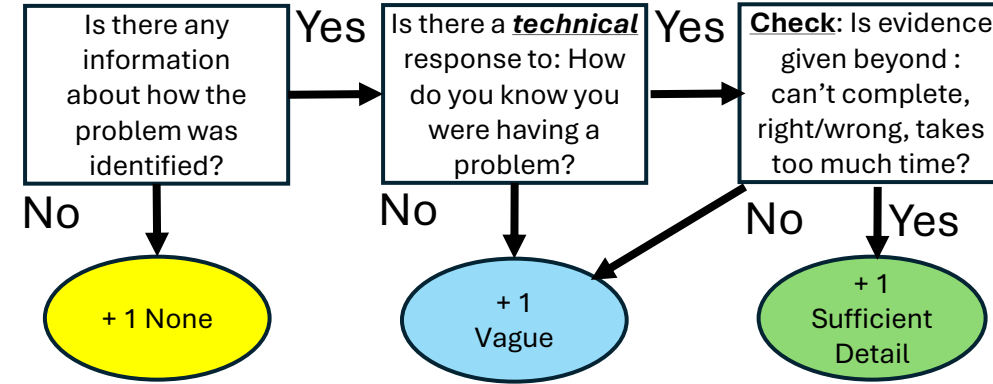 Is there any
information
about how the
problem was
identified?
Yes
Is there a technical
response to: How
do you know you
were having a
problem?
Yes
Check: Is evidence
given beyond :
can't complete,
right/wrong, takes
too much time?
No
No
No
Yes
+ 1 None
+ 1
Vague
+ 1
Sufficient
Detail